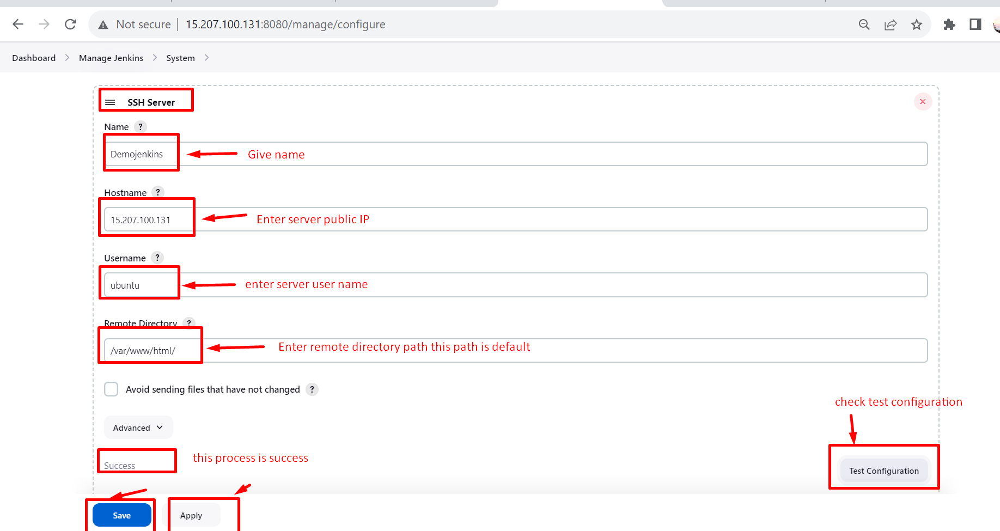 Not secure 15.207.100.131:8080/manage/configure
Dashboard Manage Jenkins System
SSH Server
Name ?
Demojenkins Give name
Hostname ?
15.207.100.131 Enter server public IP
Username ?
ubuntu enter server user name
Remote Directory ?
/var/www/html/ Enter remote directory path this path is default
Avoid sending files that have not changed ?
check test configuration
Advanced
this process is success
Success
Test Configuration
Save Apply